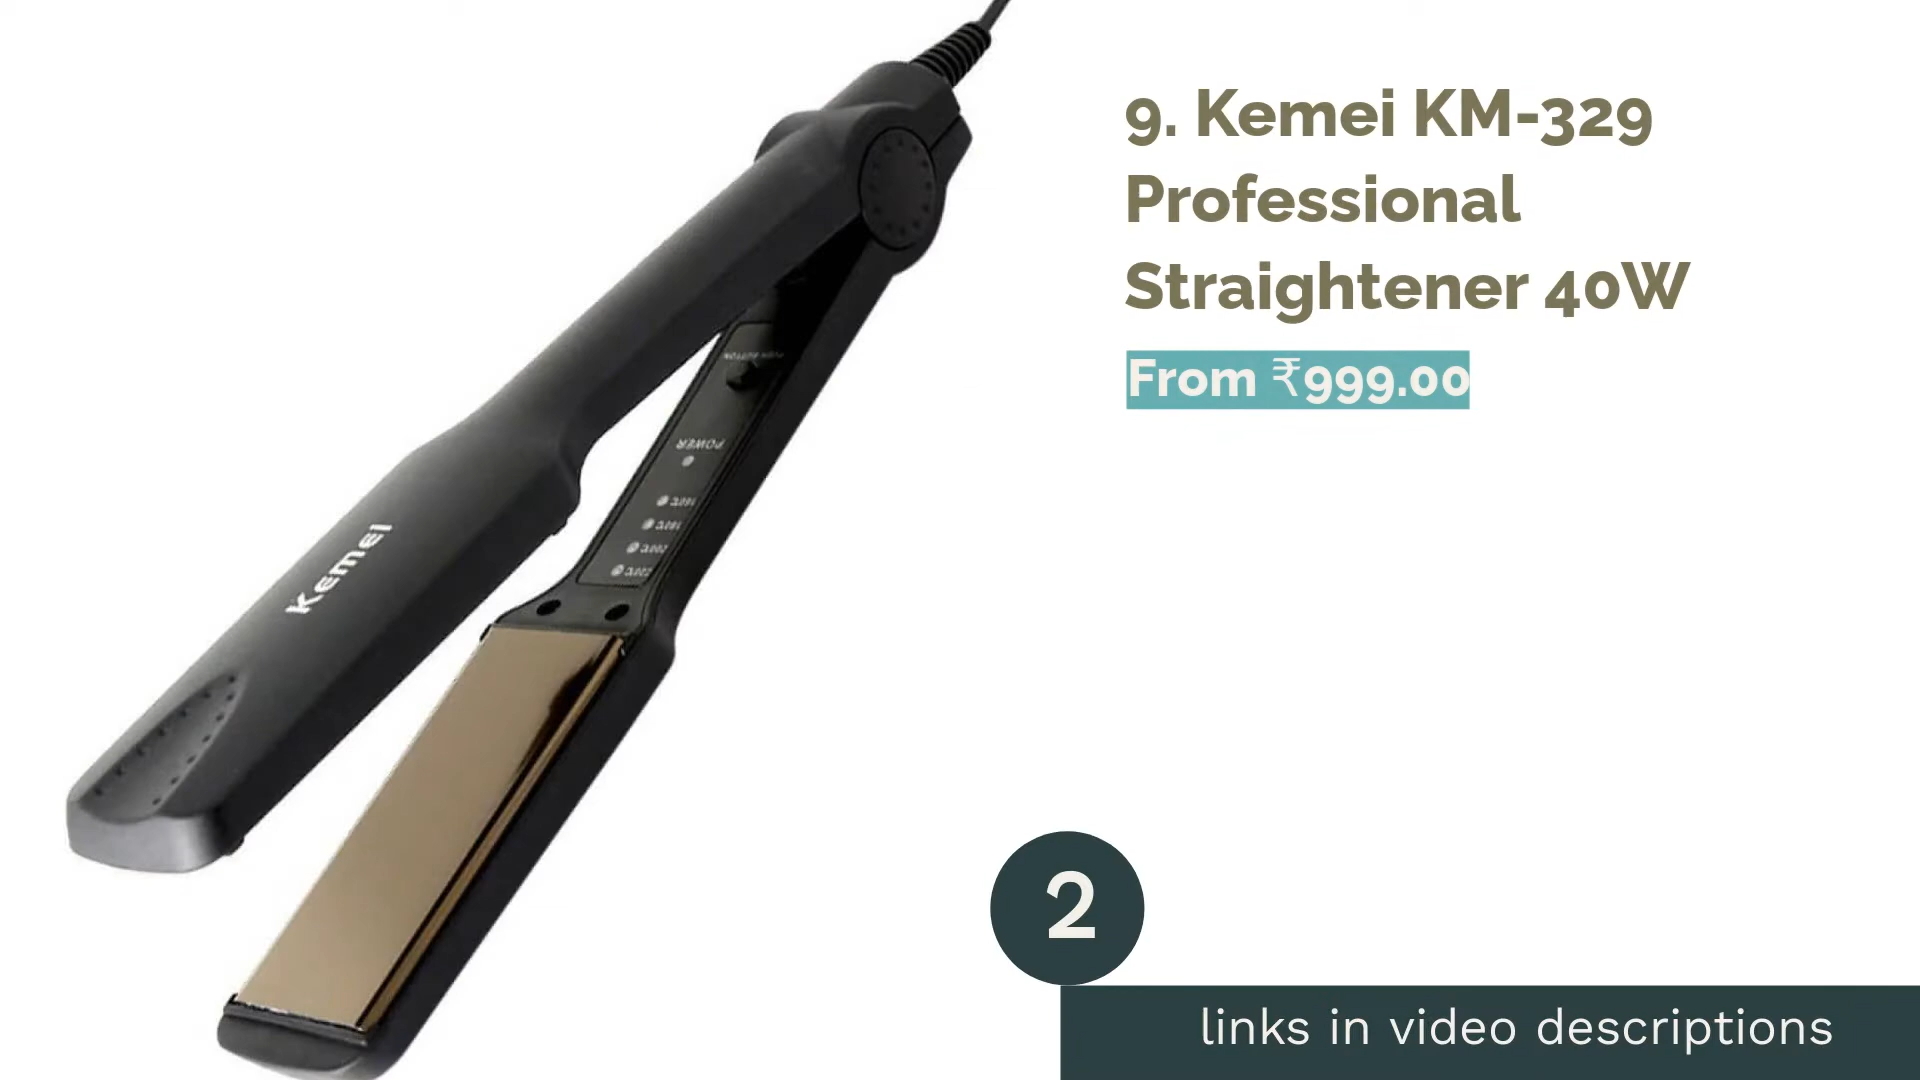 9. Kemei KM-329
Professional
Straightener 40W
From ₹999.00
Kemei
POWER
2
links in video descriptions